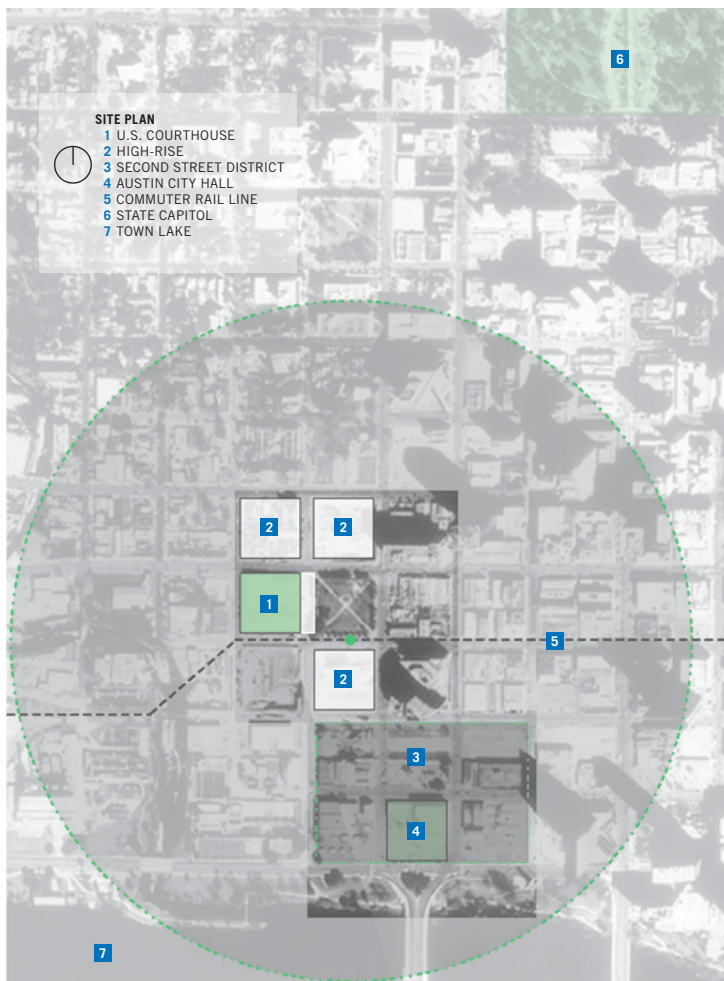 6
SITE PLAN
1 U.S. COURTHOUSE
2 HIGH-RISE
3 SECOND STREET DISTRICT
4 AUSTIN CITY HALL
5 COMMUTER RAIL LINE
6 STATE CAPITOL
7 TOWN LAKE
2
2
1
5
2
3
4
7